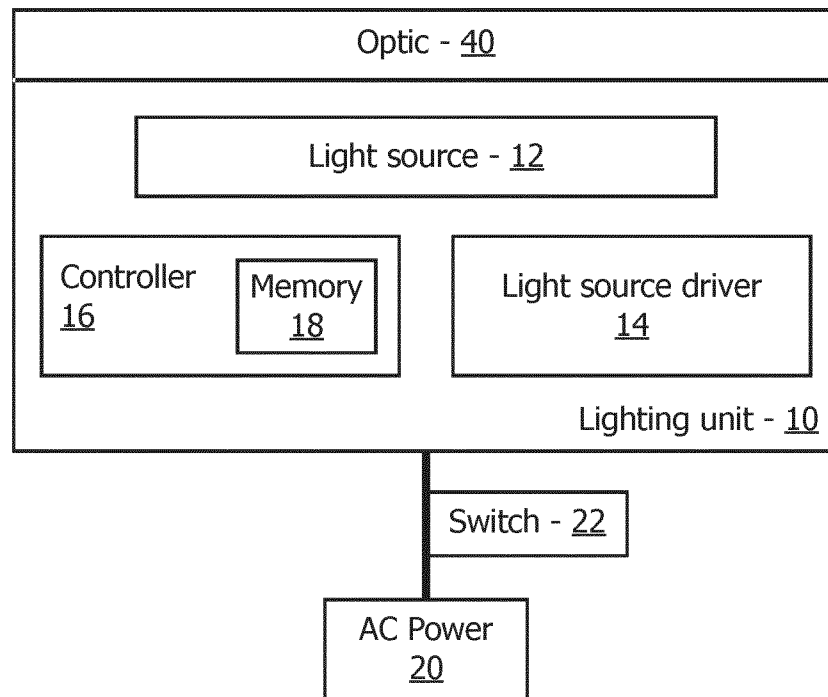 Optic - 40
Light source - 12
Controller
16
Memory
18
Light source driver
14
Lighting unit - 10
Switch - 22
AC Power
20